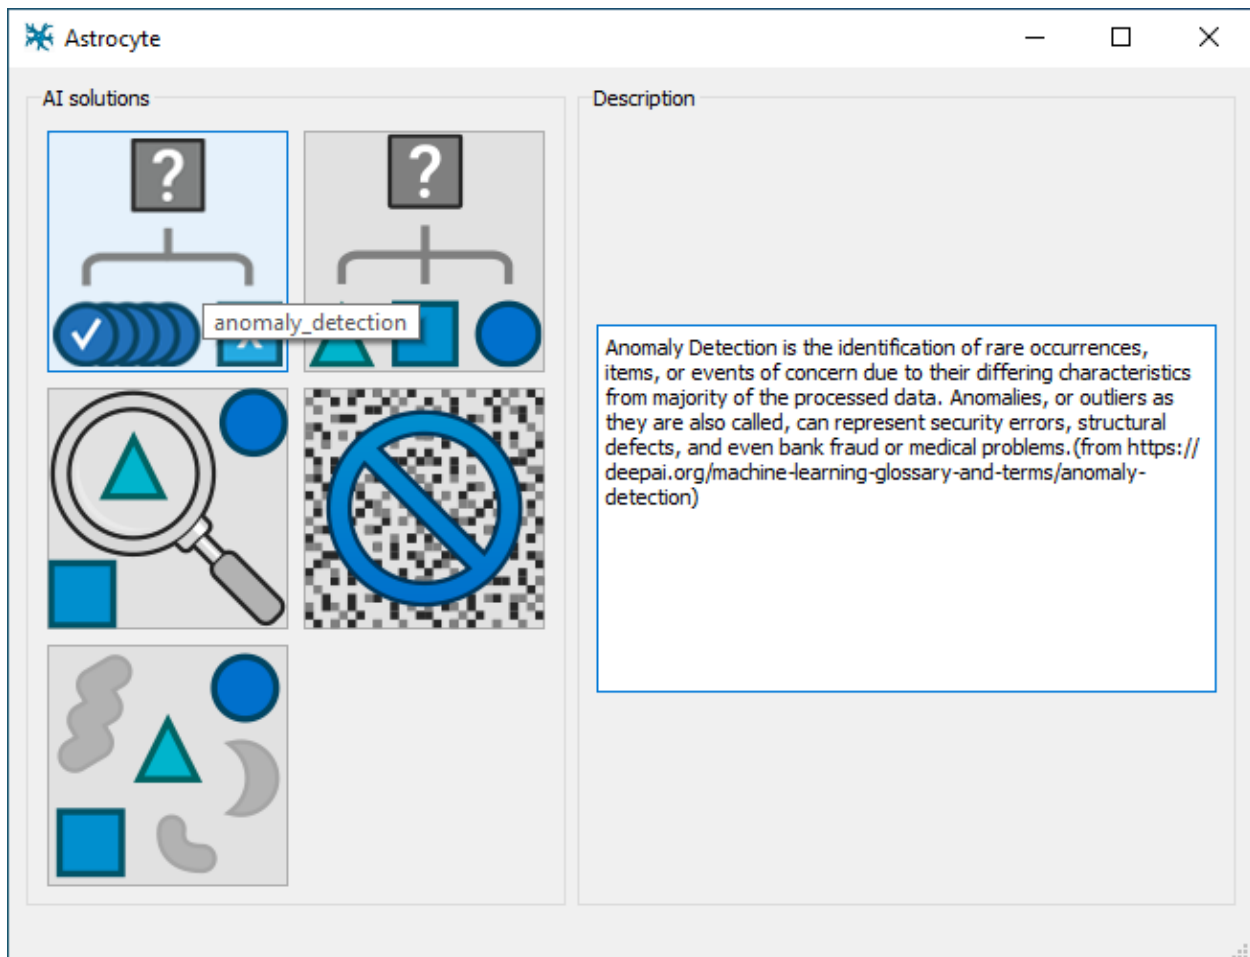 Astrocyte
AI solutions
Description
?
?
anomaly_detection
Anomaly Detection is the identification of rare occurrences,
items, or events of concern due to their differing characteristics
from majority of the processed data. Anomalies, or outliers as
they are also called, can represent security errors, structural
defects, and even bank fraud or medical problems.(from https://
deepai.org/machine-learning-glossary-and-terms/anomaly-
detection)